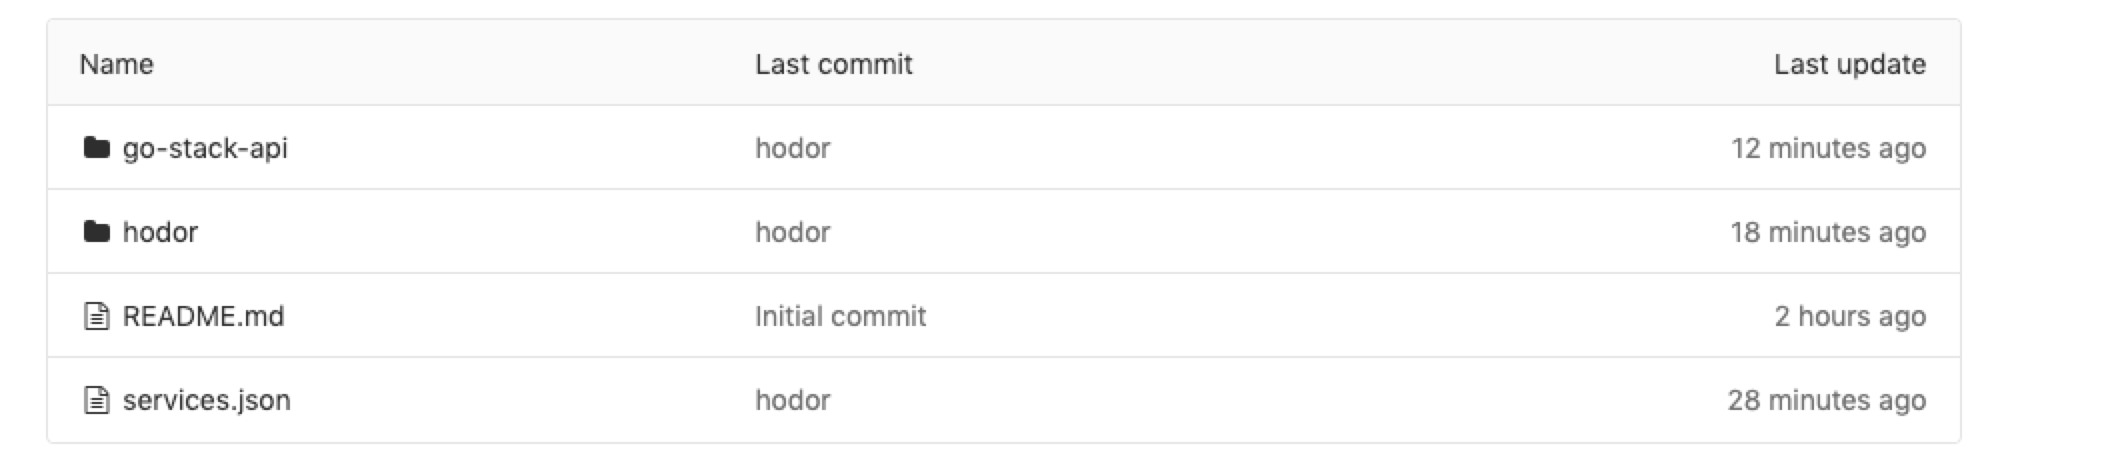 Name Last commit Last update
go-stack-api hodor 12 minutes ago
hodor hodor 18 minutes ago
README.md Initial commit 2 hours ago
services.json hodor 28 minutes ago